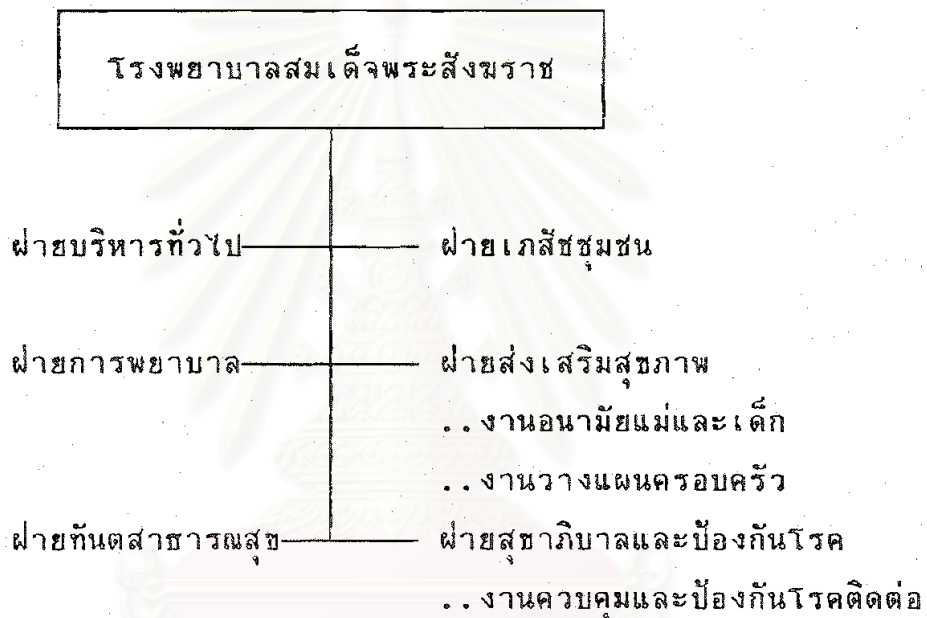 โรงพยาบาลสมเด็จพระสังฆราช
ฝ่ายบริหารทั่วไป ฝ่ายเภสัชชุมชน
ฝ่ายการพยาบาล ฝ่ายส่งเสริมสุขภาพ
..งานอนามัยแม่และเด็ก
..งานวางแผนครอบครัว
ฝ่ายทันตสาธารณสุข ฝ่ายสุขาภิบาลและป้องกันโรค
..งานควบคุมและป้องกันโรคติดต่อ